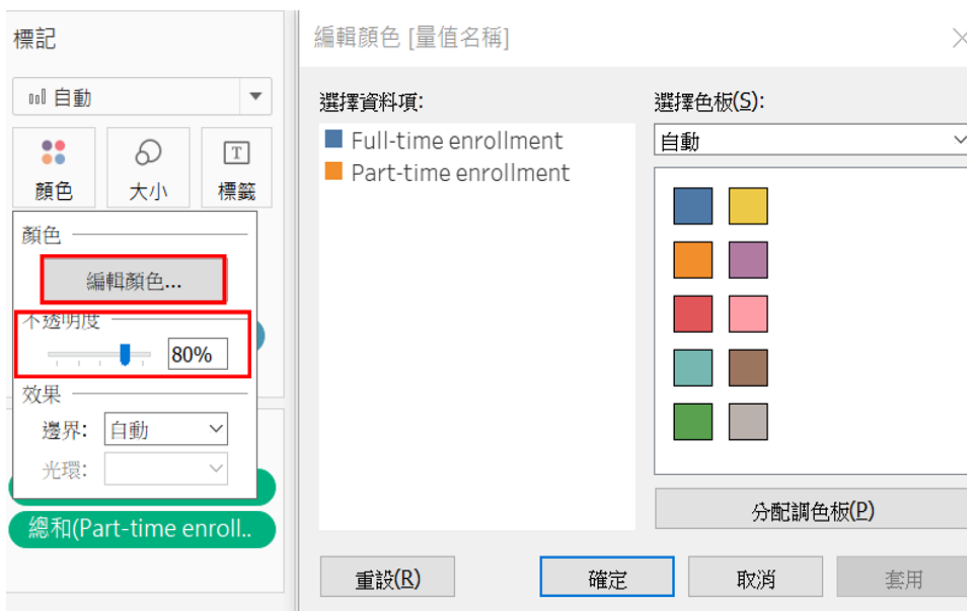 標記
自動
顏色
大小
T
標籤
顏色
編輯顏色...
不透明度
80%
效果
邊界:
自動
光環:
總和(Part-time enroll..
編輯顏色 [量值名稱]
選擇資料項:
Full-time enrollment
Part-time enrollment
選擇色板(S):
自動
分配調色板(P)
重設(R)
確定
取消
套用